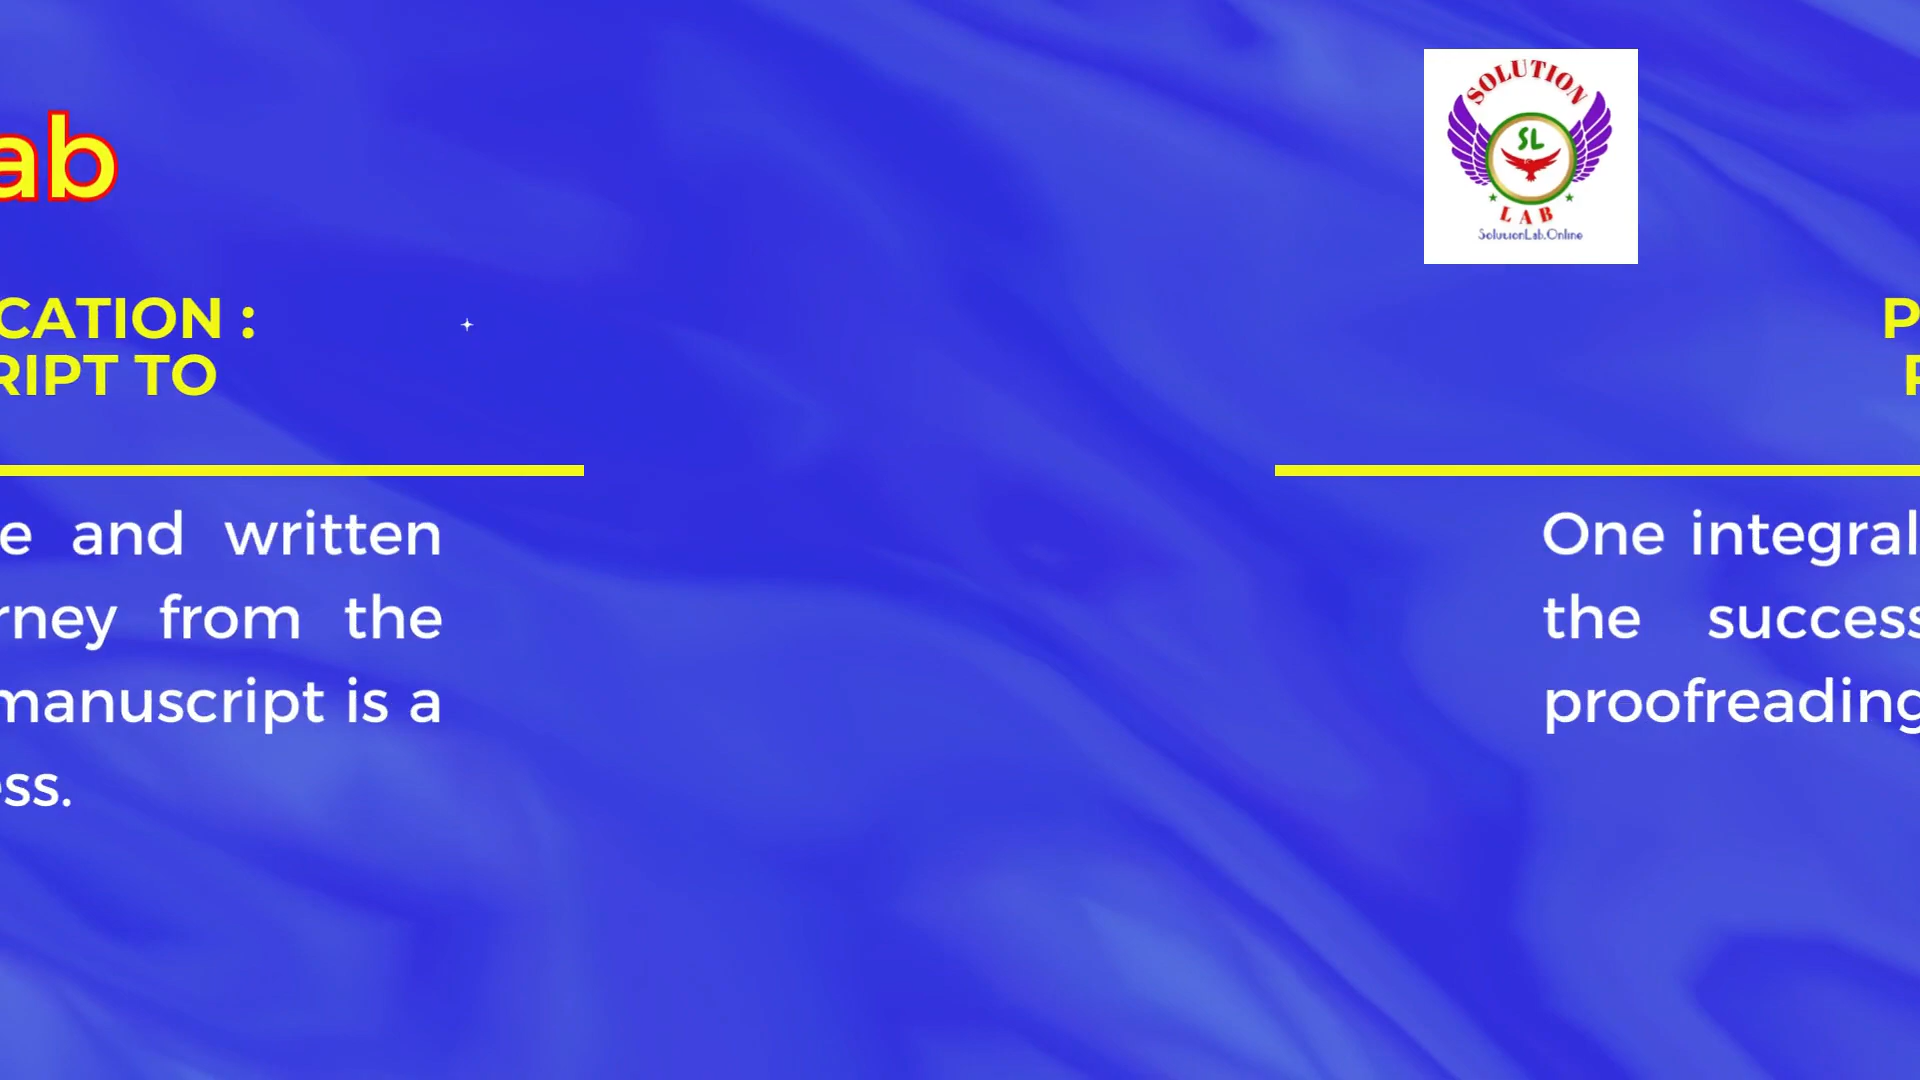 ab
CATION :
RIPT TO
e and written
rney from the
manuscript is a
ess.
SOLUTION
SL
LAB
SolutionLab.Online
P
One integral
the success
proofreading